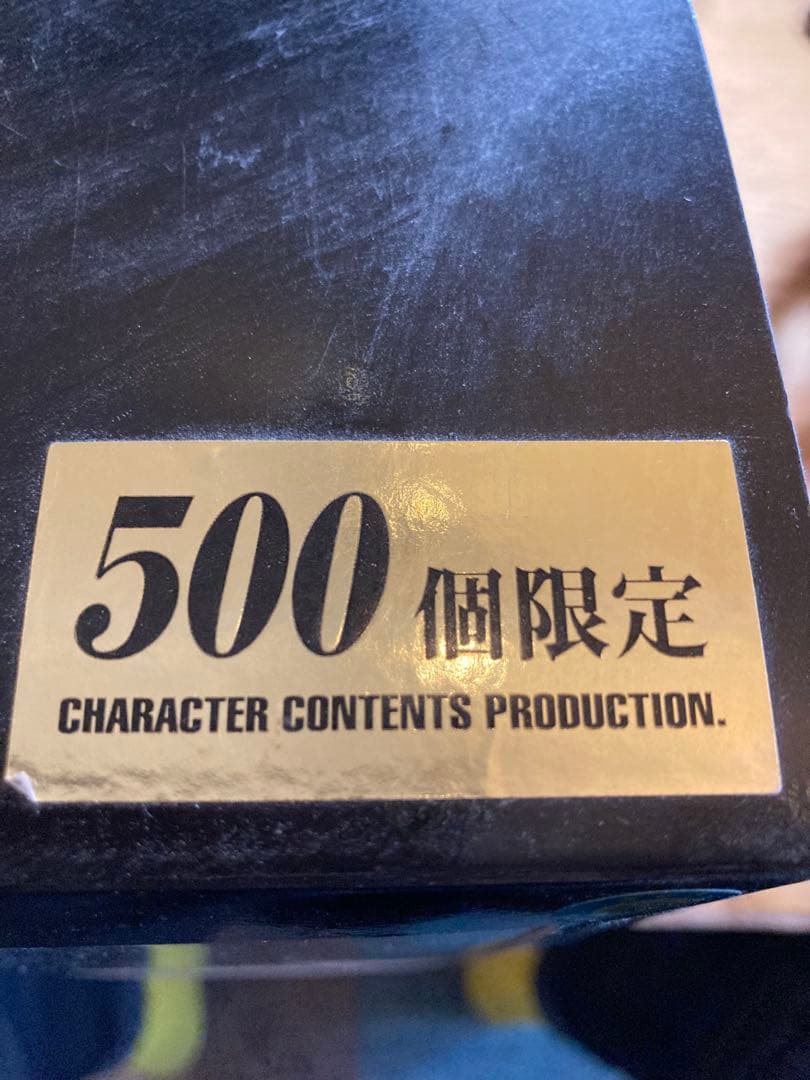 500個限定
CHARACTER CONTENTS PRODUCTION.